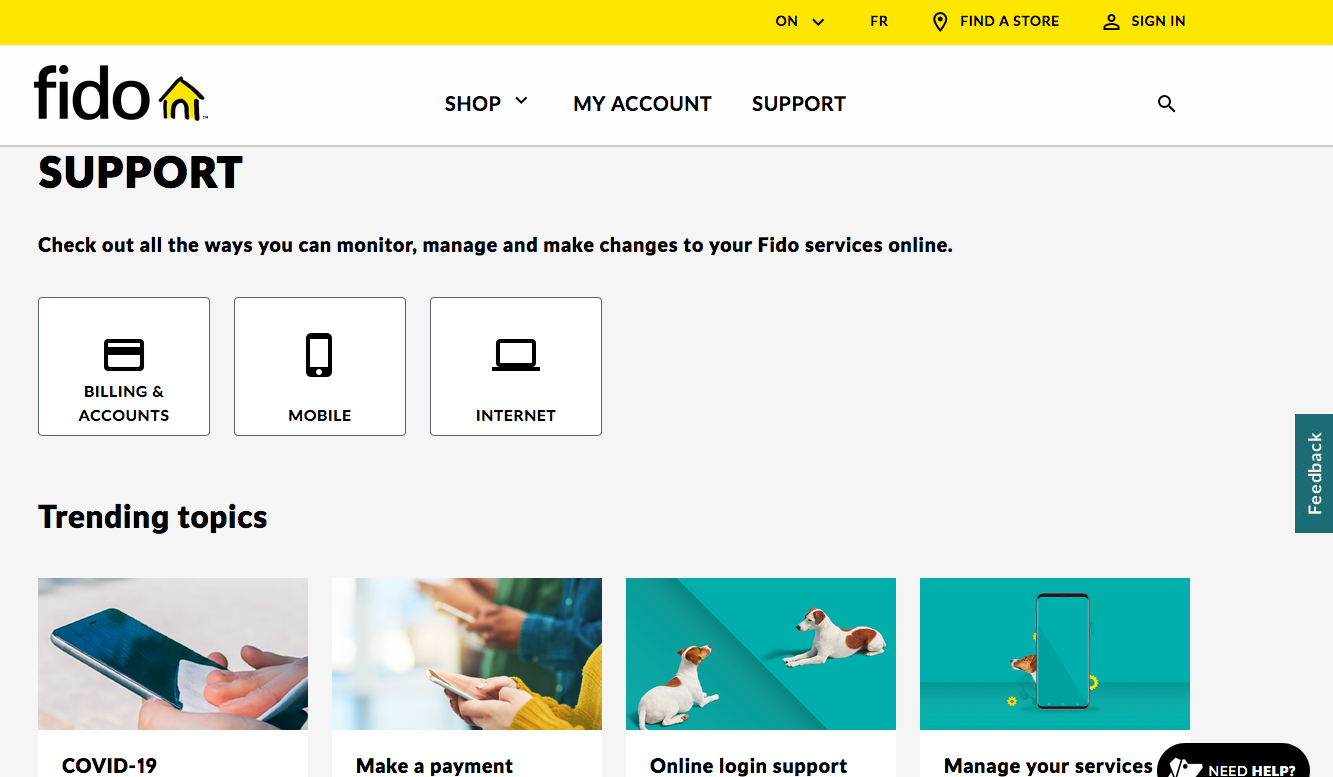 ON
FR
FIND A STORE
SIGN IN
fido
TM
SHOP
MY ACCOUNT
SUPPORT
SUPPORT
Check out all the ways you can monitor, manage and make changes to your Fido services online.
BILLING &
ACCOUNTS
MOBILE
INTERNET
Feedback
Trending topics
COVID-19
Make a payment
Online login support
Manage your services
NEED HELP?